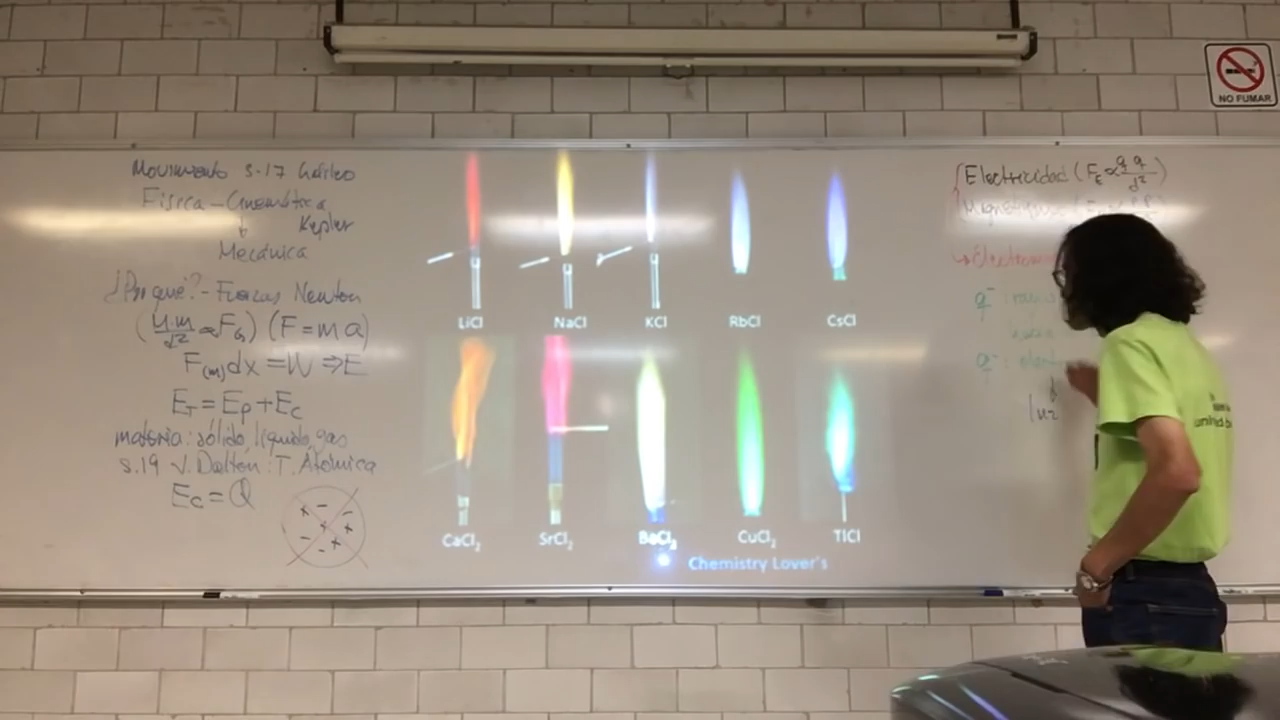 Movimiento s.17 Galileo
Física - Cinemática
Kepler
Mecánica
¿Por qué? - Fuerzas Newton
(M.m/d² ∝ F_G) (F = m a)
F_(m) dx = W ⇒ E
E_T = E_P + E_C
materia: sólido, líquido, gas
s.19 J. Dalton: T. Atómica
E_C = Q
LiCl NaCl KCl RbCl CsCl
CaCl₂ SrCl₂ BaCl₂ CuCl₂ TlCl
Chemistry Lover's
Electricidad (F_E ∝ q q/d²)
luz
NO FUMAR